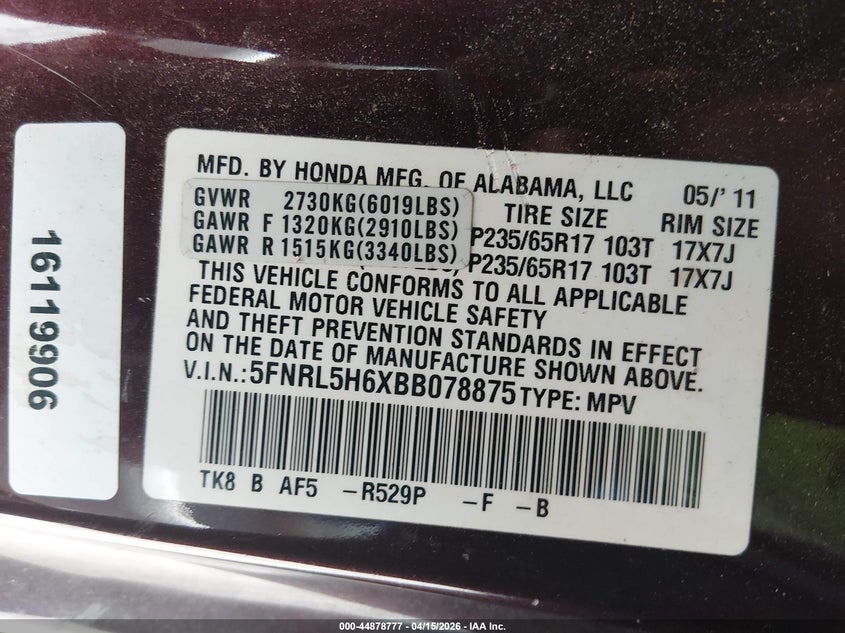 16119906
MFD. BY HONDA MFG. OF ALABAMA, LLC 05/' 11
GVWR 2730KG(6019LBS) TIRE SIZE RIM SIZE
GAWR F 1320KG(2910LBS) P235/65R17 103T 17X7J
GAWR R 1515KG(3340LBS) P235/65R17 103T 17X7J
THIS VEHICLE CONFORMS TO ALL APPLICABLE
FEDERAL MOTOR VEHICLE SAFETY
AND THEFT PREVENTION STANDARDS IN EFFECT
ON THE DATE OF MANUFACTURE SHOWN ABOVE.
V.I.N.:5FNRL5H6XBB078875 TYPE: MPV
TK8 B AF5 -R529P -F -B
000-44878777 - 04/15/2026 - IAA Inc.